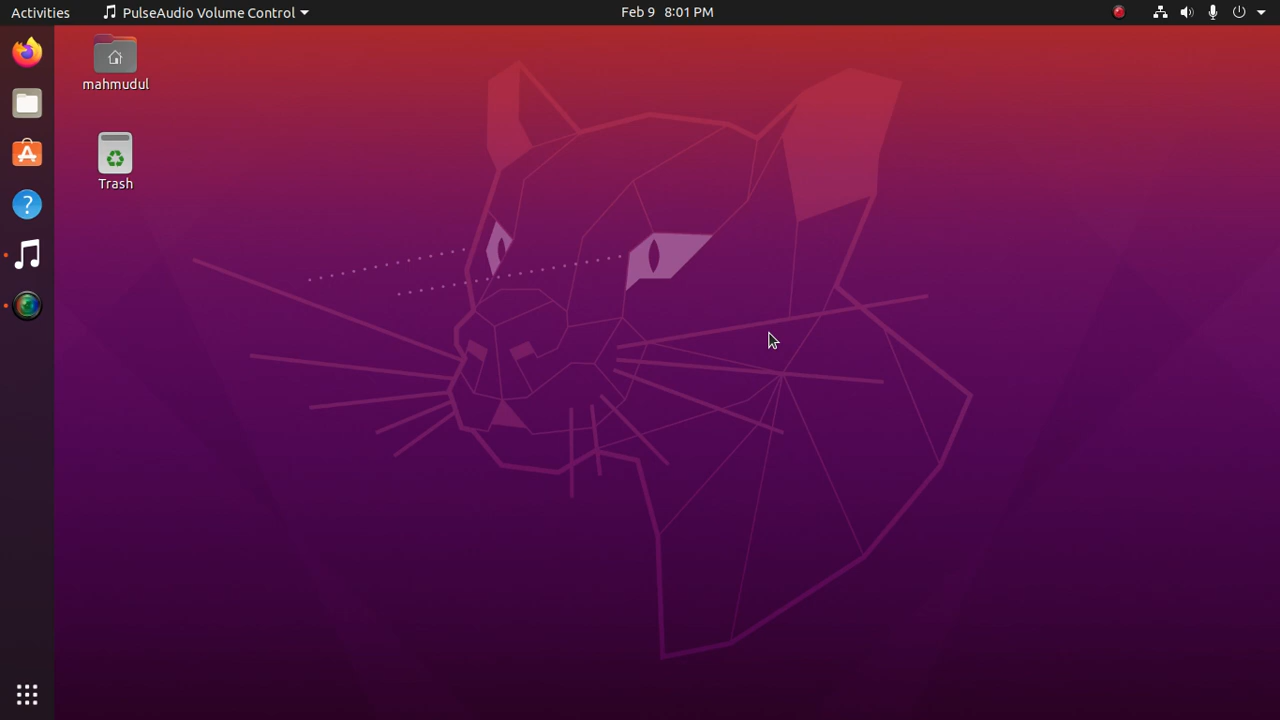 Activities
PulseAudio Volume Control
Feb 9 8:01 PM
mahmudul
Trash